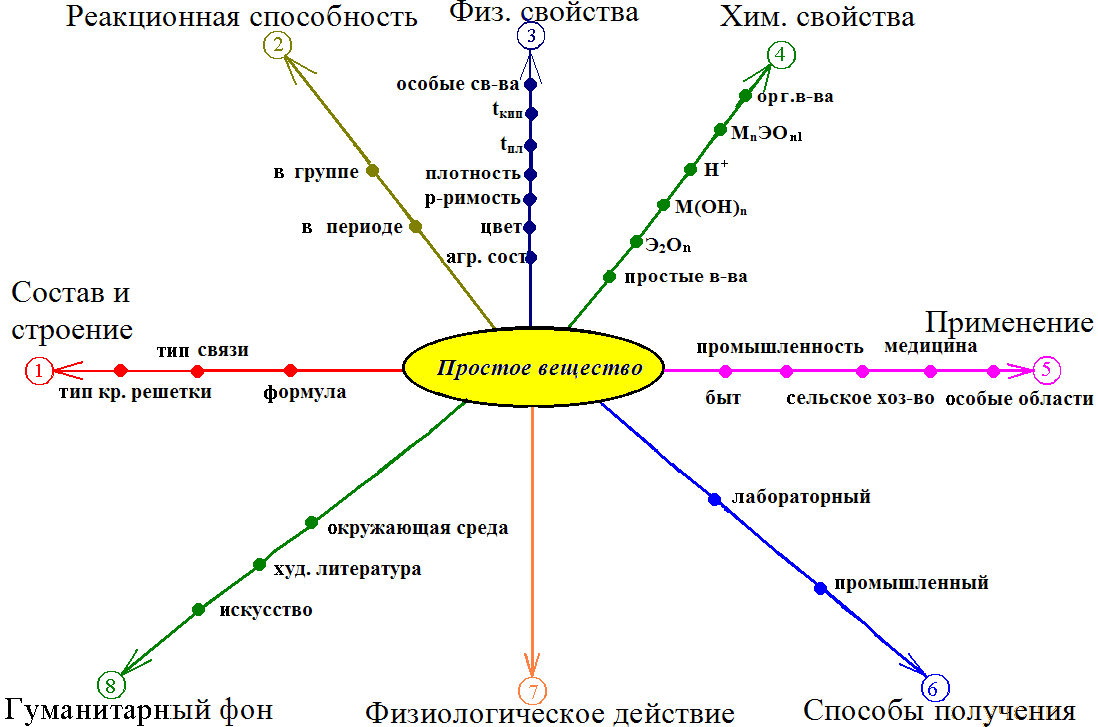 Реакционная способность
Физ. свойства
Хим. свойства
2
3
4
особые св-ва
tкип
tпл
плотность
р-римость
цвет
агр. сост
в группе
в периоде
орг.в-ва
MnЭOn1
H⁺
M(OH)n
Э₂On
простые в-ва
Состав и
строение
1
тип связи
тип кр. решетки
формула
Простое вещество
Применение
промышленность
медицина
5
быт
сельское хоз-во
особые области
окружающая среда
худ. литература
искусство
8
Гуманитарный фон
7
Физиологическое действие
лабораторный
промышленный
6
Способы получения